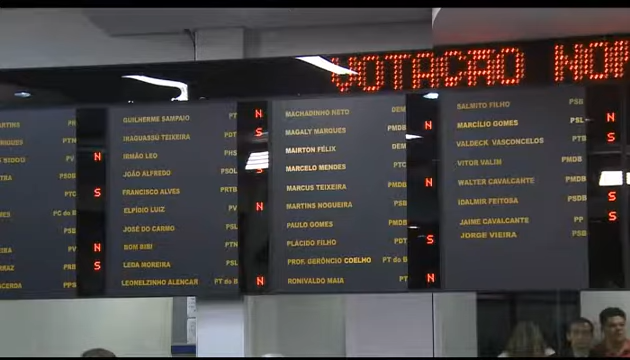 VOTAÇÃO NOM
GUILHERME SAMPAIO PT N
IRAGUASSÚ TEIXEIRA PDT S
IRMÃO LEO PHS
JOÃO ALFREDO PSOL S
FRANCISCO ALVES PRTB
ELPÍDIO LUIZ PV N
JOSÉ DO CARMO PSL
BOM BIBI PTN
LEDA MOREIRA PSL
LEONELZINHO ALENCAR PT do B N
MACHADINHO NETO DEM
MAGALY MARQUES PMDB N
MAIRTON FÉLIX DEM
MARCELO MENDES PTC
MARCUS TEIXEIRA PMDB N
MARTINS NOGUEIRA PSB
PAULO GOMES PMDB
PLÁCIDO FILHO PDT S
PROF. GERÔNCIO COELHO PT do B
RONIVALDO MAIA PT N
SALMITO FILHO PSB
MARCÍLIO GOMES PSL N
VALDECK VASCONCELOS PTB S
VITOR VALIM PMDB
WALTER CAVALCANTE PMDB
IDALMIR FEITOSA PSB S
JAIME CAVALCANTE PP S
JORGE VIEIRA PSB